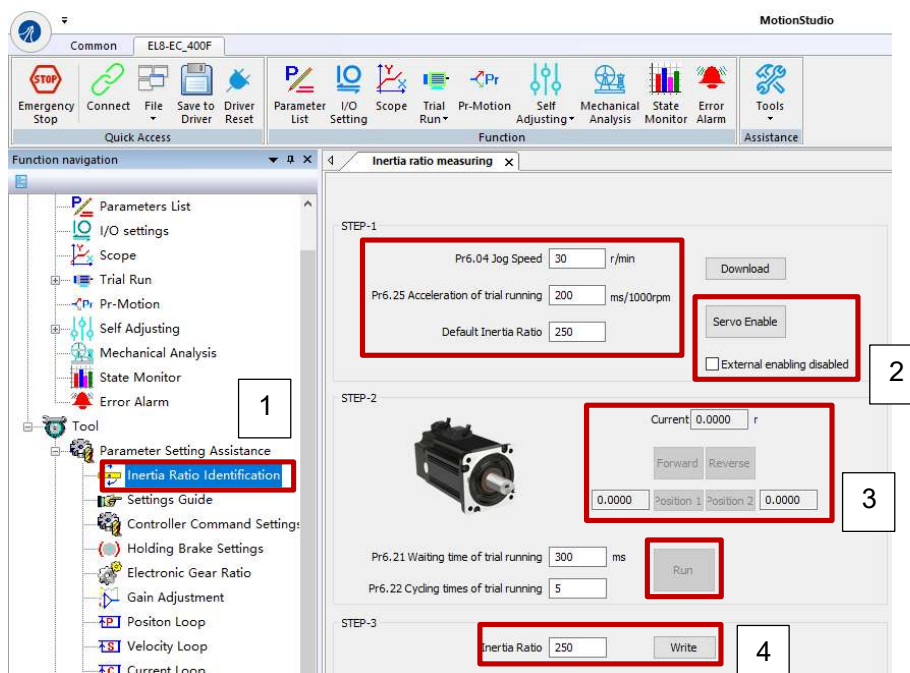 MotionStudio
Common EL8-EC_400F
STOP
Emergency Stop Connect File Save to Driver Driver Reset Parameter List I/O Setting Scope Trial Run Pr-Motion Self Adjusting Mechanical Analysis State Monitor Error Alarm Tools
Quick Access Function Assistance
Function navigation
Inertia ratio measuring x
Parameters List
I/O settings
Scope
Trial Run
Pr-Motion
Self Adjusting
Mechanical Analysis
State Monitor
Error Alarm
1
Tool
Parameter Setting Assistance
Inertia Ratio Identification
Settings Guide
Controller Command Settings
Holding Brake Settings
Electronic Gear Ratio
Gain Adjustment
Positon Loop
Velocity Loop
Current Loop
STEP-1
Pr6.04 Jog Speed 30 r/min
Download
Pr6.25 Acceleration of trial running 200 ms/1000rpm
Default Inertia Ratio 250
Servo Enable
External enabling disabled
2
STEP-2
Current 0.0000 r
Forward Reverse
0.0000 Position 1 Position 2 0.0000
3
Pr6.21 Waiting time of trial running 300 ms
Run
Pr6.22 Cycling times of trial running 5
STEP-3
Inertia Ratio 250 Write
4